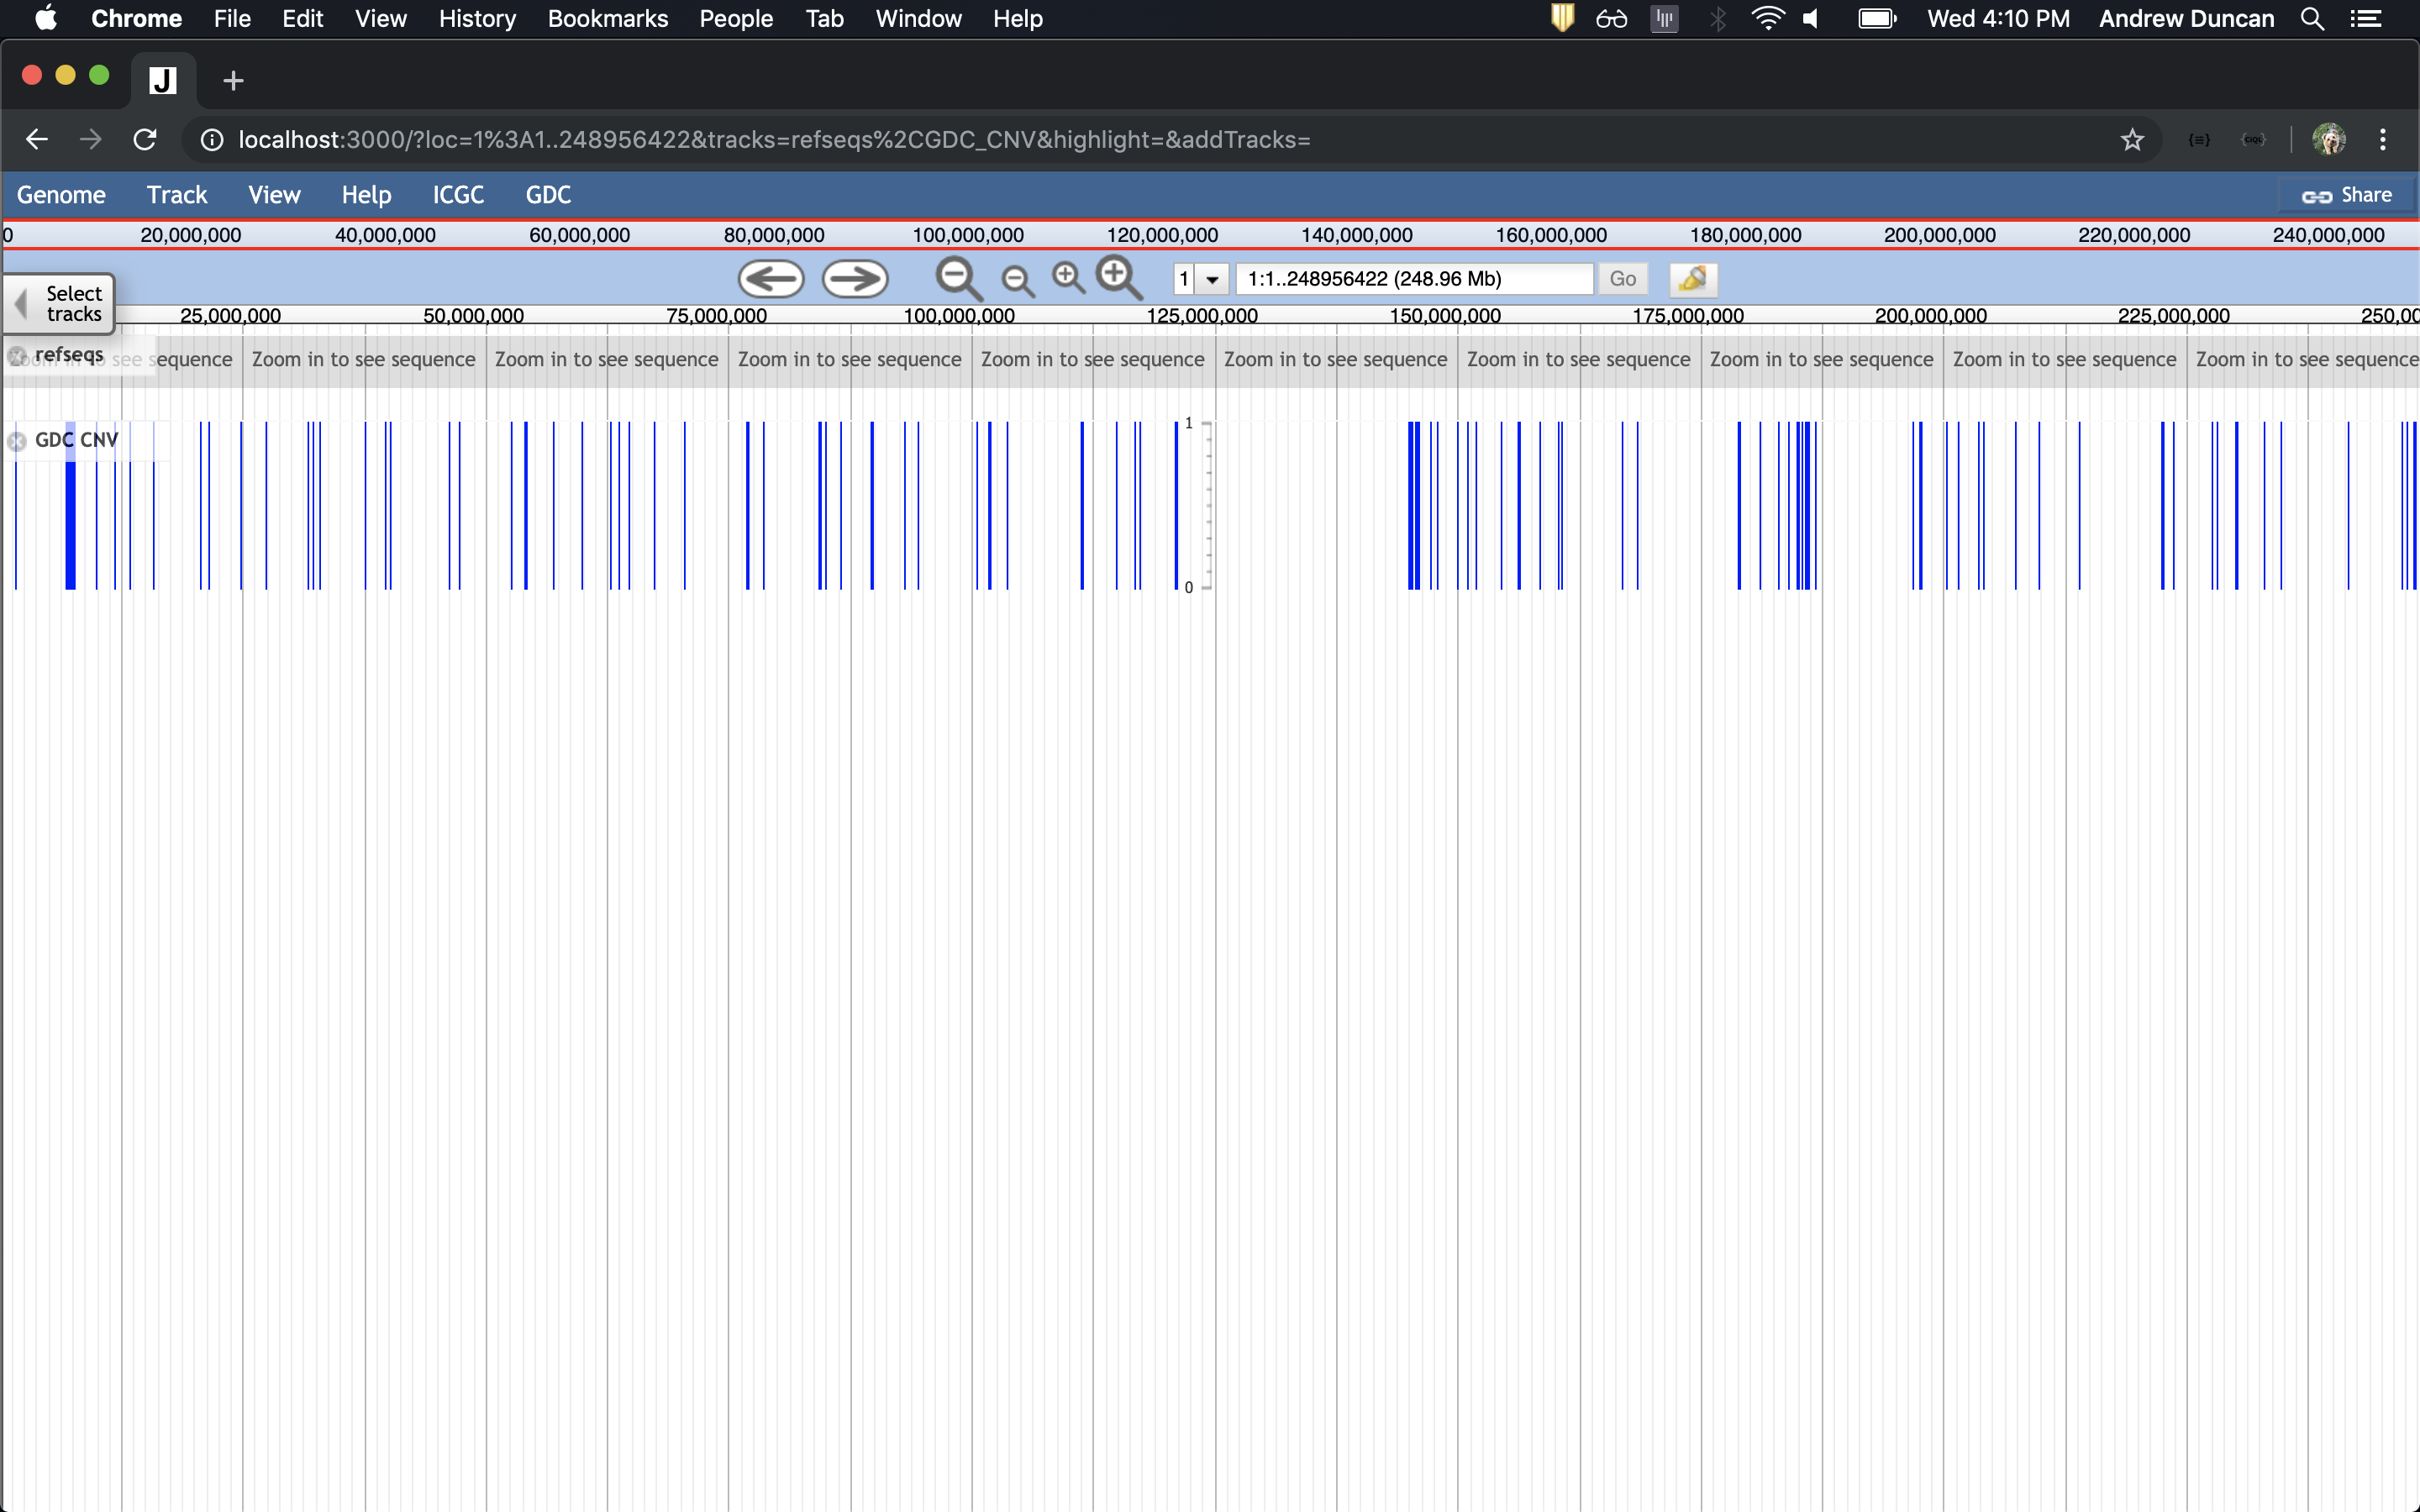 Chrome File Edit View History Bookmarks People Tab Window Help Wed 4:10 PM Andrew Duncan
J
localhost:3000/?loc=1%3A1..248956422&tracks=refseqs%2CGDC_CNV&highlight=&addTracks=
Genome Track View Help ICGC GDC Share
0 20,000,000 40,000,000 60,000,000 80,000,000 100,000,000 120,000,000 140,000,000 160,000,000 180,000,000 200,000,000 220,000,000 240,000,000
1 1:1..248956422 (248.96 Mb) Go
Select
tracks
25,000,000 50,000,000 75,000,000 100,000,000 125,000,000 150,000,000 175,000,000 200,000,000 225,000,000 250,0
refseqs
Zoom in to see sequence Zoom in to see sequence Zoom in to see sequence Zoom in to see sequence Zoom in to see sequence Zoom in to see sequence Zoom in to see sequence Zoom in to see sequence Zoom in to see sequence Zoom in to see sequence
GDC CNV
1
0